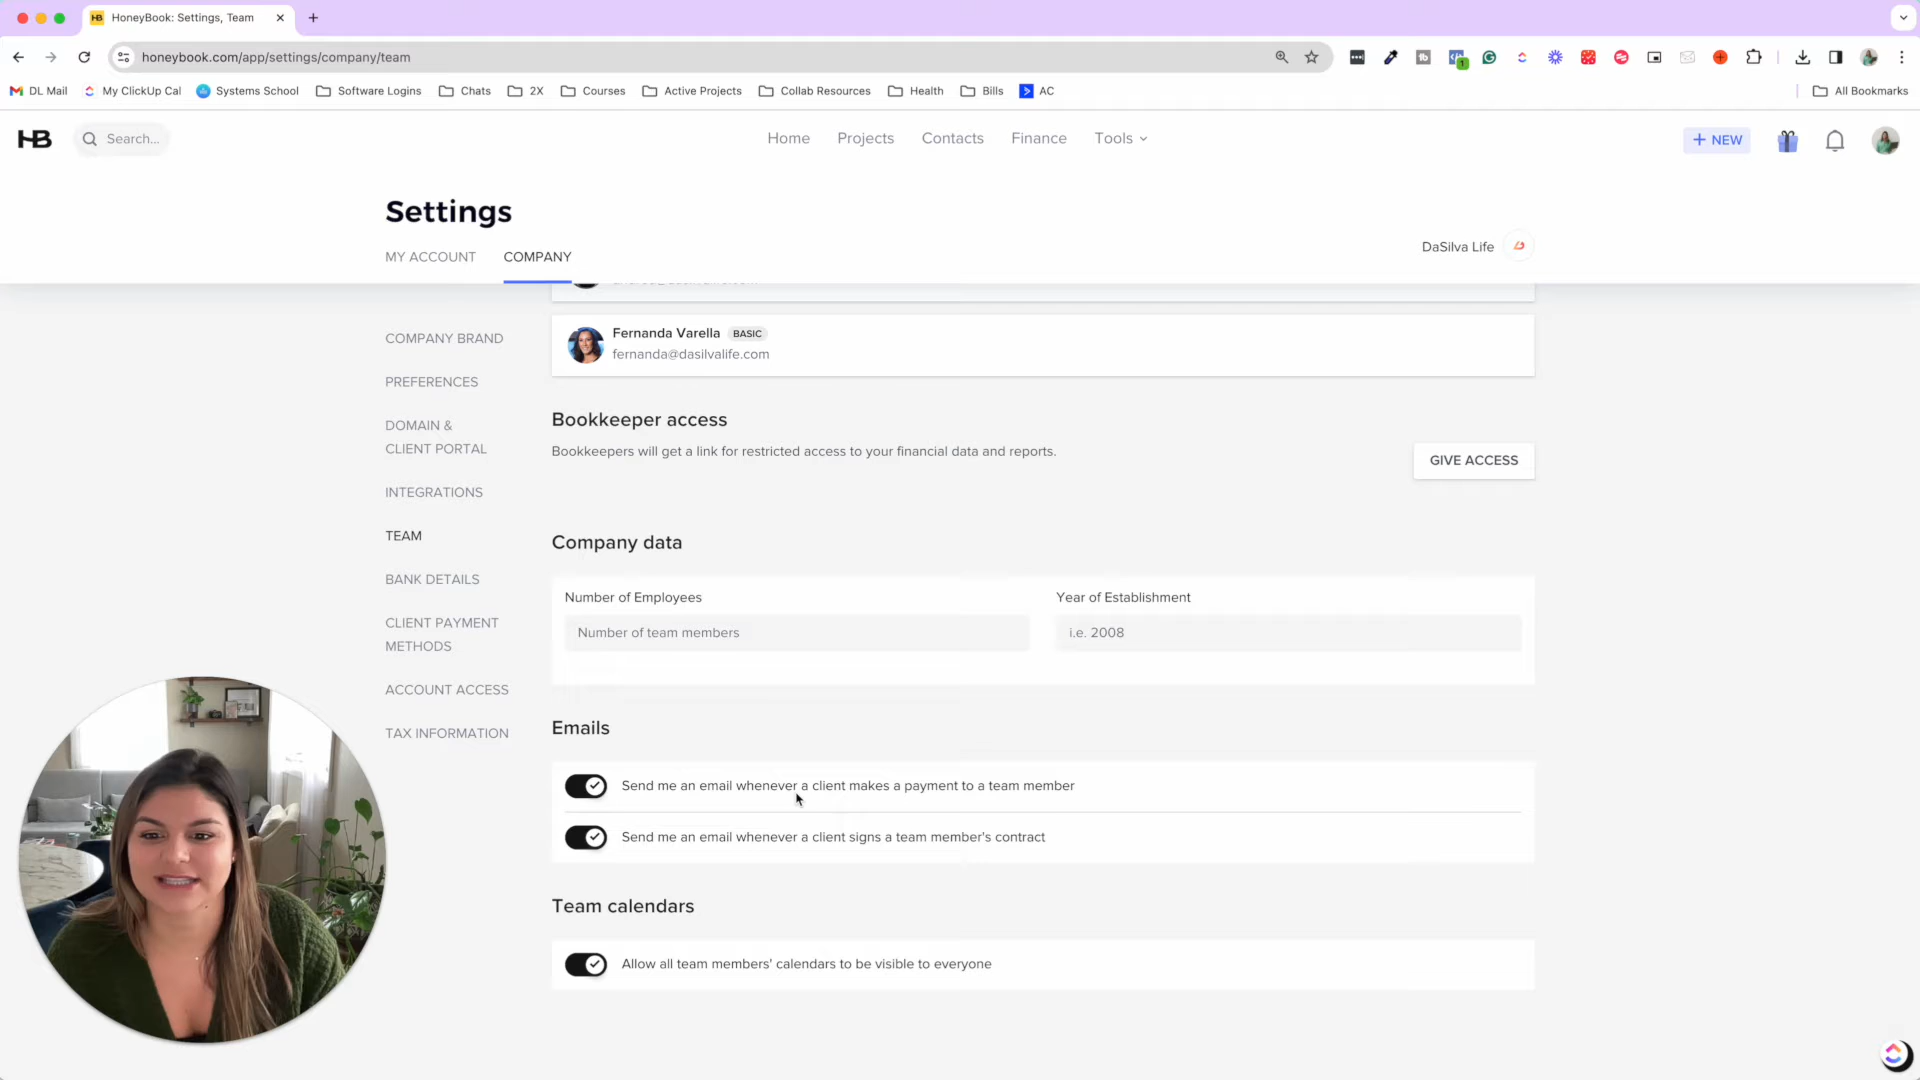 HB HoneyBook: Settings, Team
honeybook.com/app/settings/company/team
1
DL Mail
My ClickUp Cal
Systems School
Software Logins
Chats
2X
Courses
Active Projects
Collab Resources
Health
Bills
AC
All Bookmarks
HB
Search...
Home
Projects
Contacts
Finance
Tools
+ NEW
Settings
MY ACCOUNT
COMPANY
DaSilva Life
COMPANY BRAND
PREFERENCES
DOMAIN &
CLIENT PORTAL
INTEGRATIONS
TEAM
BANK DETAILS
CLIENT PAYMENT
METHODS
ACCOUNT ACCESS
TAX INFORMATION
Fernanda Varella BASIC
fernanda@dasilvalife.com
Bookkeeper access
Bookkeepers will get a link for restricted access to your financial data and reports.
GIVE ACCESS
Company data
Number of Employees
Number of team members
Year of Establishment
i.e. 2008
Emails
Send me an email whenever a client makes a payment to a team member
Send me an email whenever a client signs a team member's contract
Team calendars
Allow all team members' calendars to be visible to everyone